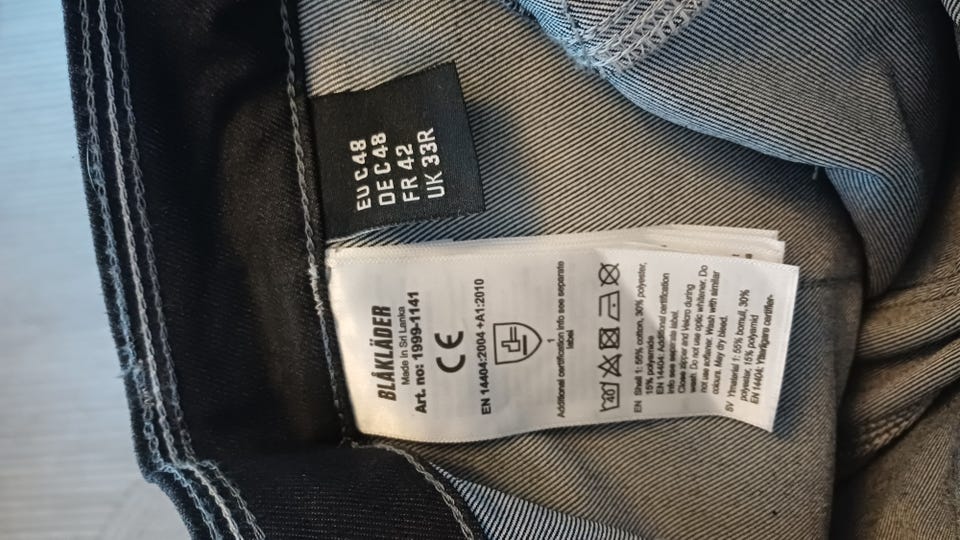 EU C48
DE C48
FR 42
UK 33R
BLÅKLÄDER
Made in Sri Lanka
Art. no: 1999-1141
CE
EN 14404:2004 +A1:2010
1
Additional certification info see separate
label
40
EN Shell 1: 55% cotton, 30% polyester,
15% polyamide
EN 14404: Additional certification
info see separate label.
Close zipper and Velcro during
wash. Do not use optic whitener. Do
not use softener. Wash with similar
colours. May dry bleed.
SV Yttmaterial 1: 55% bomull, 30%
polyester, 15% polyamid
EN 14404: Ytterligare certifier-